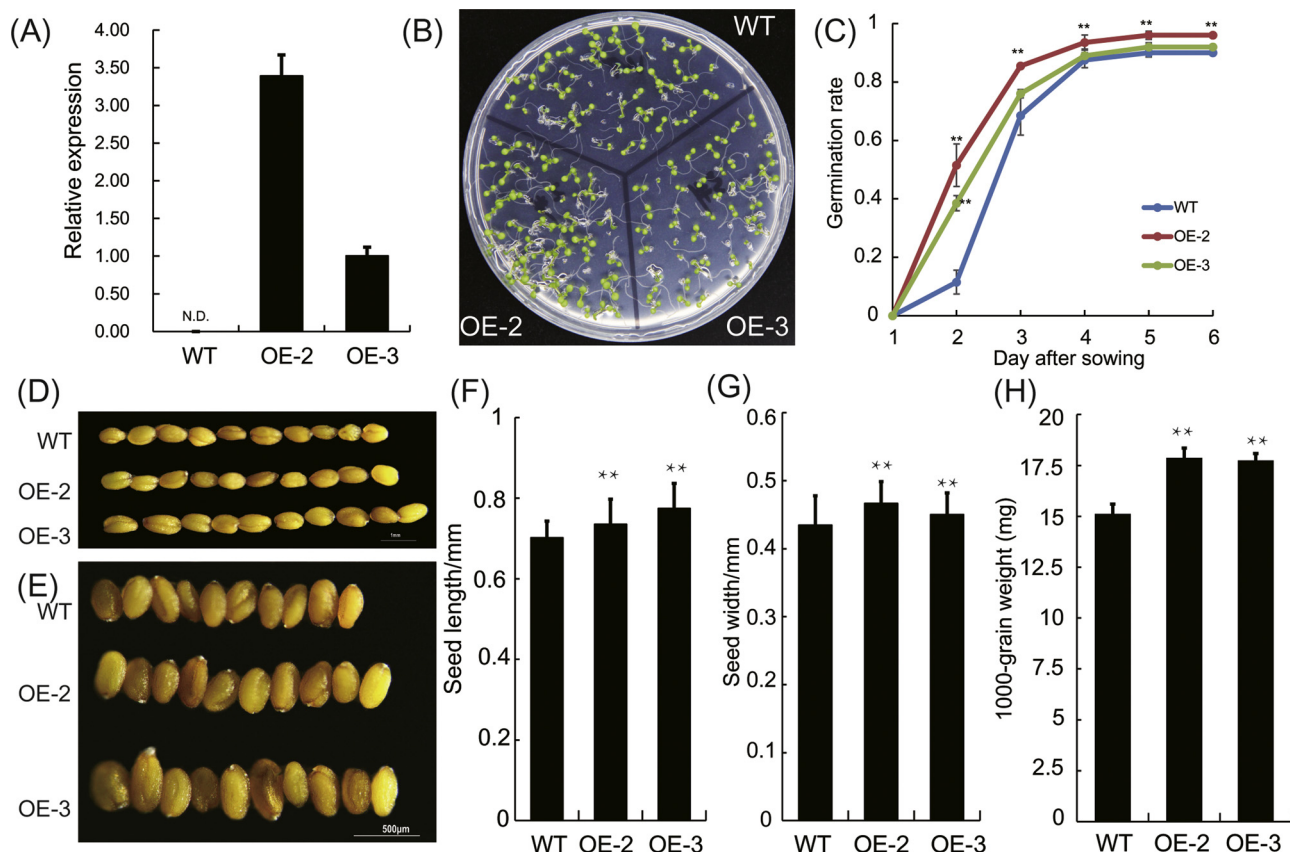 (A)
4.00
3.50
3.00
2.50
2.00
1.50
1.00
0.50
0.00
Relative expression
N.D.
WT OE-2 OE-3
(B)
WT
OE-2
OE-3
(C)
1
0.8
0.6
0.4
0.2
0
Germination rate
**
**
**
**
**
**
WT
OE-2
OE-3
1 2 3 4 5 6
Day after sowing
(D)
WT
OE-2
OE-3
1mm
(E)
WT
OE-2
OE-3
500μm
(F)
1
0.8
0.6
0.4
0.2
0
Seed length/mm
** **
WT OE-2 OE-3
(G)
0.6
0.5
0.4
0.3
0.2
0.1
0
Seed width/mm
** **
WT OE-2 OE-3
(H)
20
17.5
15
12.5
10
7.5
5
2.5
0
1000-grain weight (mg)
** **
WT OE-2 OE-3